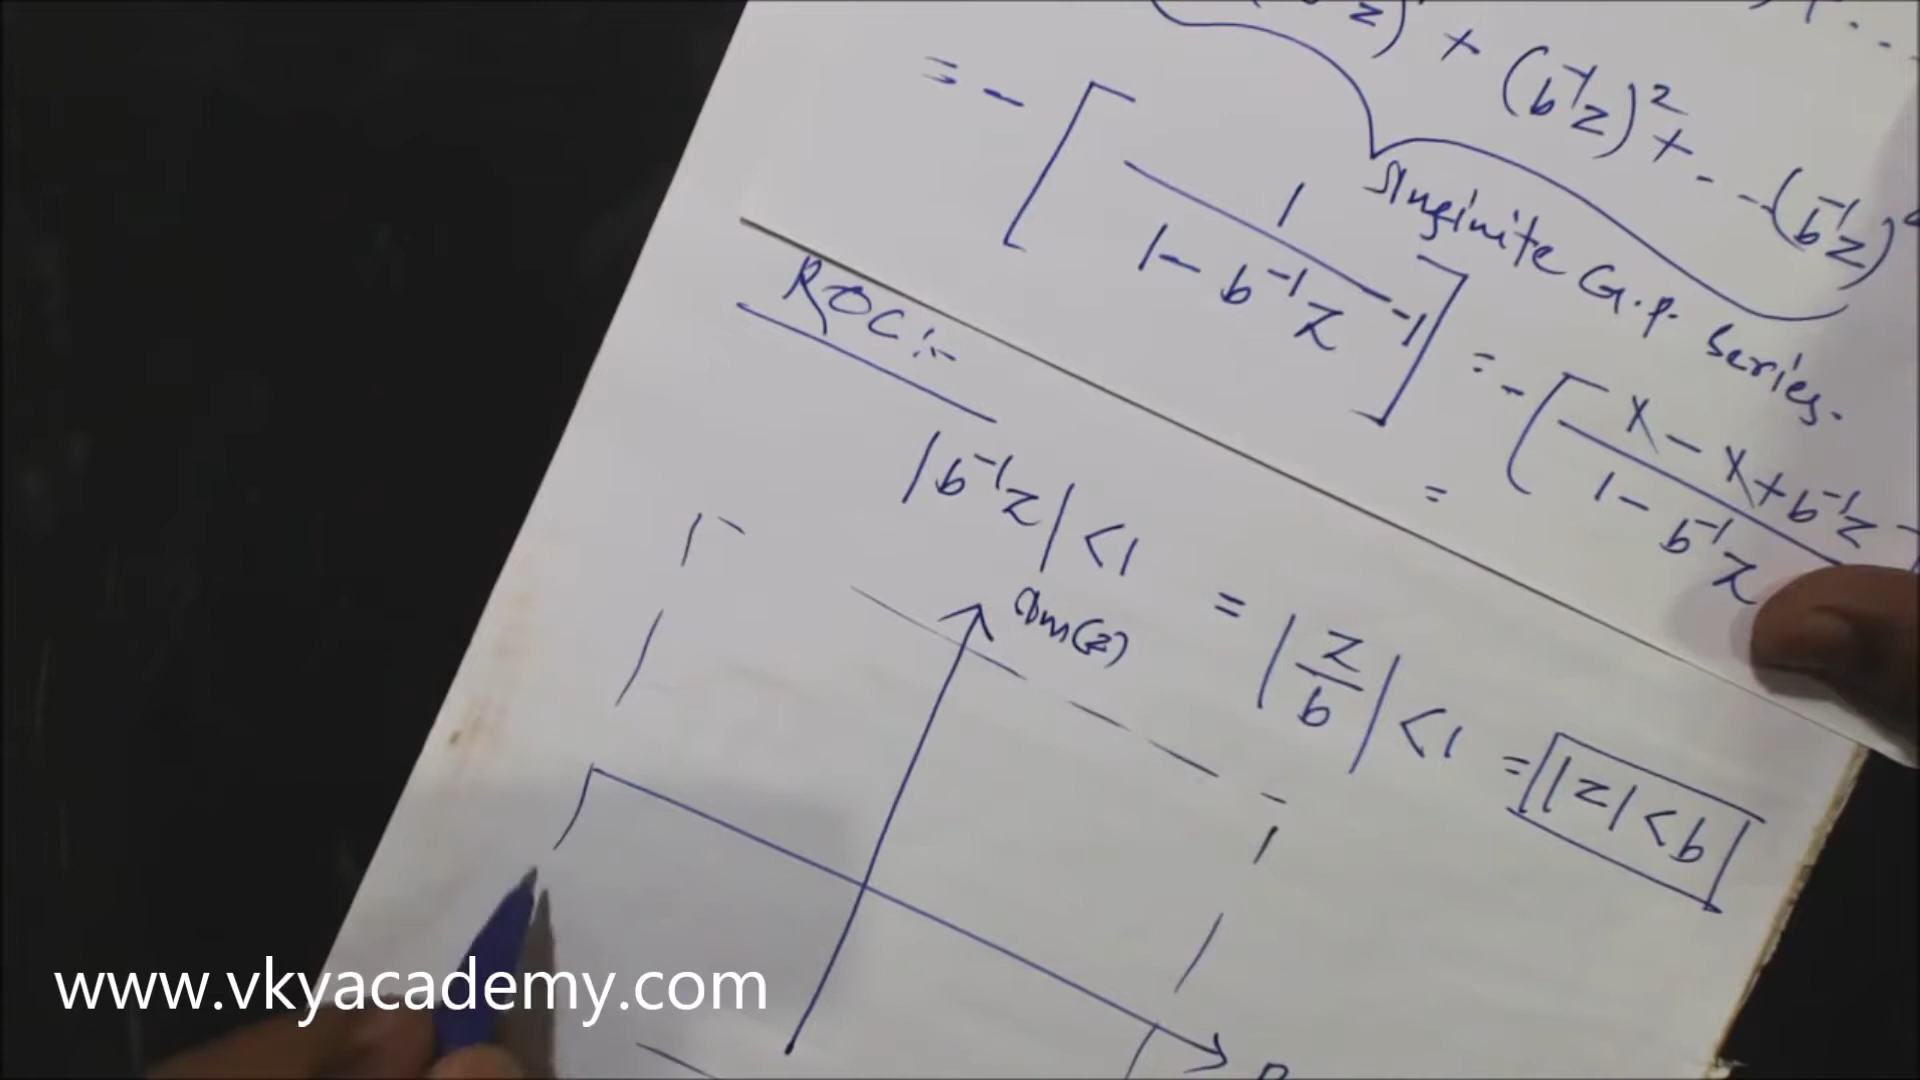 z) + (b⁻¹z)² + - - - (b⁻¹z)
Infinite G.P. Series.
= - [ 1 / 1 - b⁻¹z - 1 ] = - [ 1 - 1 + b⁻¹z / 1 - b⁻¹z
=
ROC :-
|b⁻¹z| < 1 = |z/b| < 1 = |z| < b
Im(z)
www.vkyacademy.com